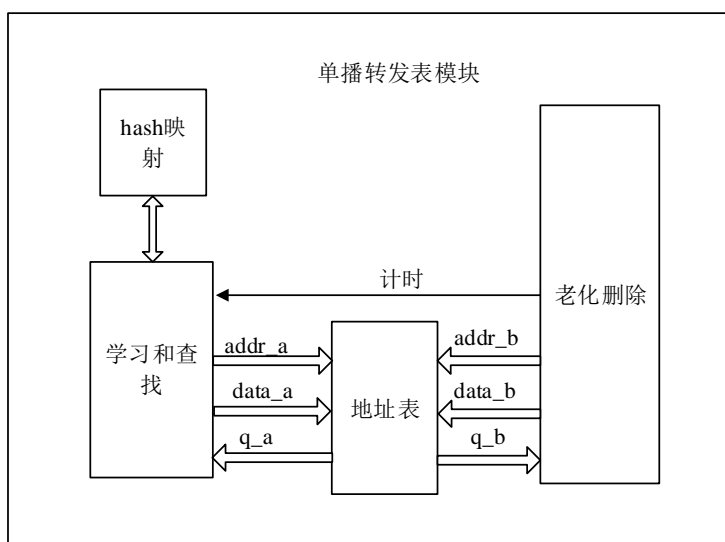 单播转发表模块
hash映
射
计时
老化删除
学习和查
找
addr_a
data_a
q_a
地址表
addr_b
data_b
q_b